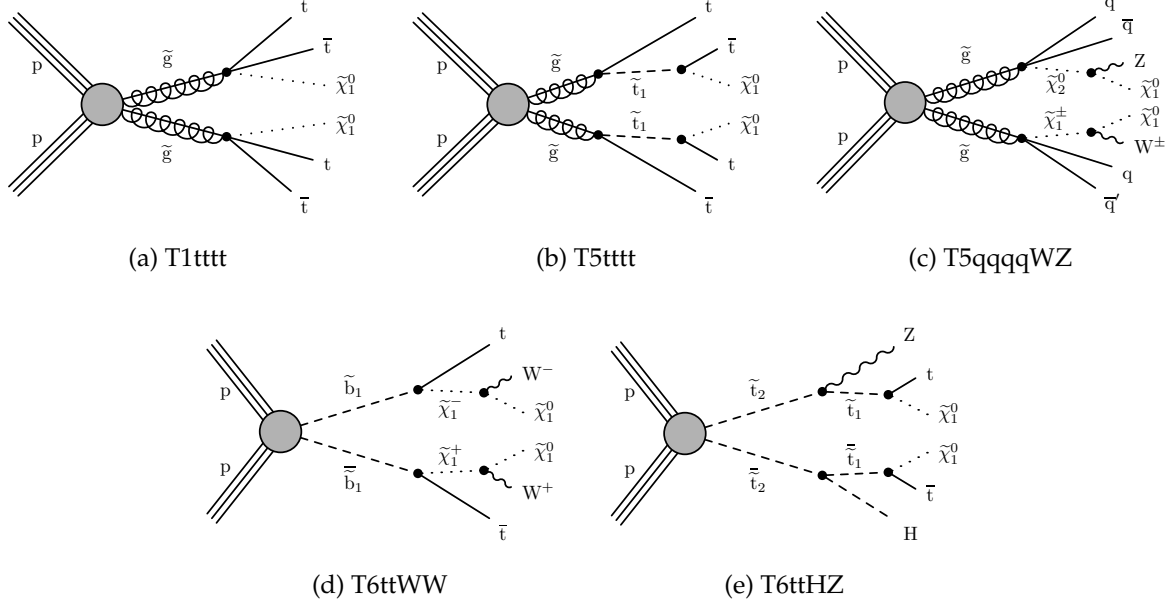 p
p
g̃
g̃
t
t̄
χ̃₁⁰
χ̃₁⁰
t
t̄
(a) T1tttt
p
p
g̃
g̃
t̃₁
t̃₁
t
t̄
χ̃₁⁰
χ̃₁⁰
t
t̄
(b) T5tttt
p
p
g̃
g̃
χ̃₂⁰
χ̃₁±
q
q̄
Z
χ̃₁⁰
χ̃₁⁰
W±
q
q̄′
(c) T5qqqqWZ
p
p
b̃₁
b̃̄₁
χ̃₁⁻
χ̃₁⁺
t
W⁻
χ̃₁⁰
χ̃₁⁰
W⁺
t̄
(d) T6ttWW
p
p
t̃₂
t̃̄₂
t̃₁
t̃̄₁
Z
t
χ̃₁⁰
χ̃₁⁰
t̄
H
(e) T6ttHZ